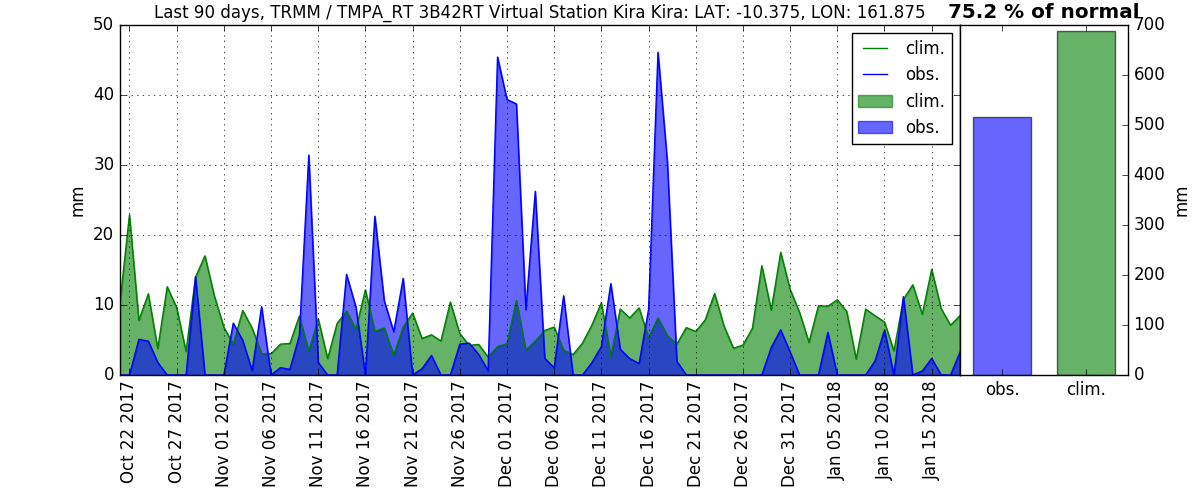 Last 90 days, TRMM / TMPA_RT 3B42RT Virtual Station Kira Kira: LAT: -10.375, LON: 161.875
75.2 % of normal
50
40
30
20
10
0
mm
clim.
obs.
clim.
obs.
700
600
500
400
300
200
100
0
mm
Oct 22 2017
Oct 27 2017
Nov 01 2017
Nov 06 2017
Nov 11 2017
Nov 16 2017
Nov 21 2017
Nov 26 2017
Dec 01 2017
Dec 06 2017
Dec 11 2017
Dec 16 2017
Dec 21 2017
Dec 26 2017
Dec 31 2017
Jan 05 2018
Jan 10 2018
Jan 15 2018
obs.
clim.